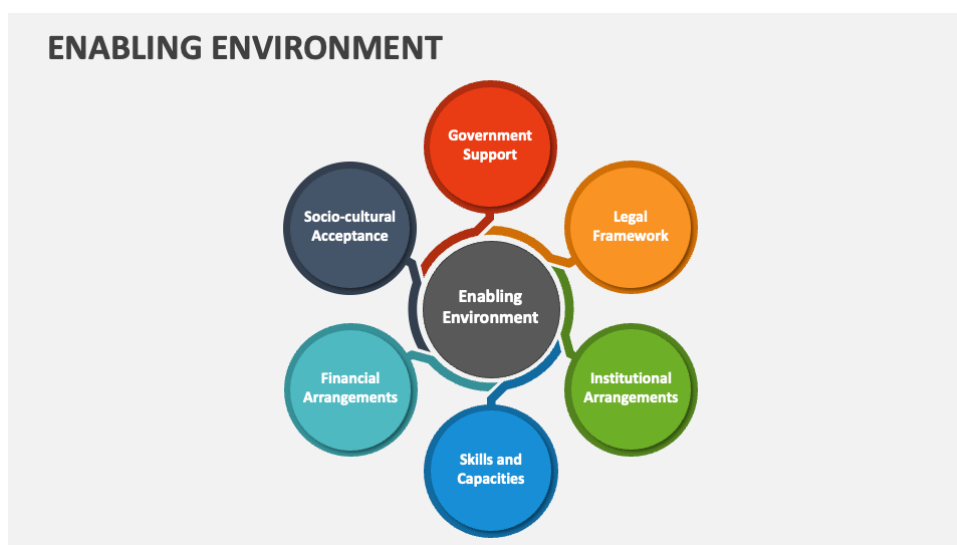 ENABLING ENVIRONMENT
Government
Support
Legal
Framework
Institutional
Arrangements
Skills and
Capacities
Financial
Arrangements
Socio-cultural
Acceptance
Enabling
Environment